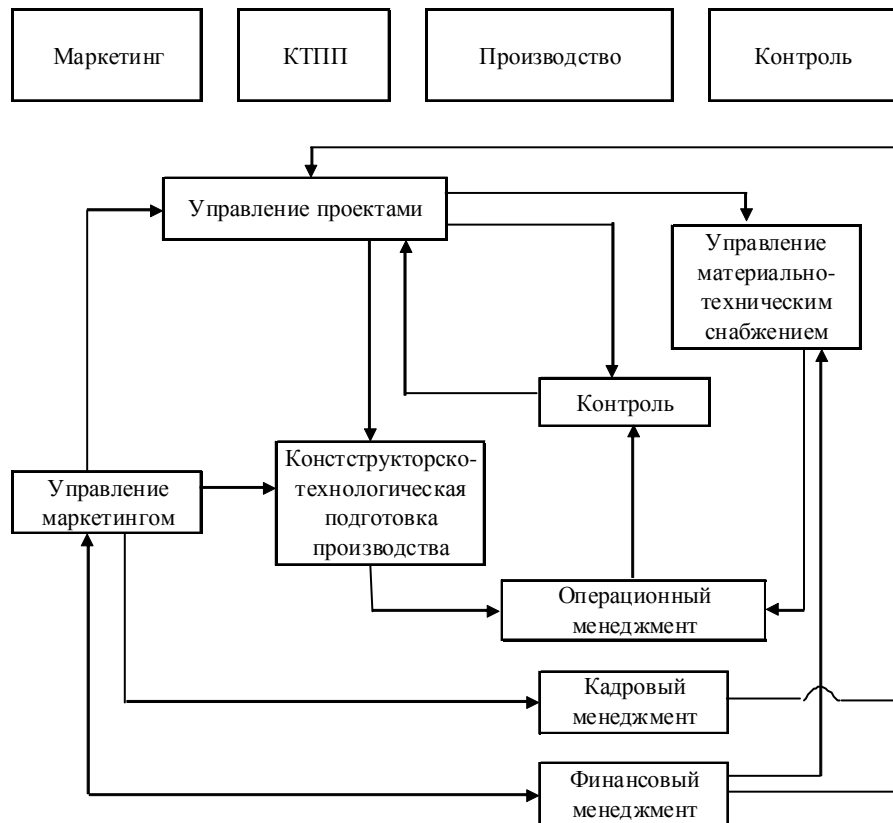 Маркетинг
КТПП
Производство
Контроль
Управление проектами
Управление
материально-
техническим
снабжением
Контроль
Констструкторско-
технологическая
подготовка
производства
Управление
маркетингом
Операционный
менеджмент
Кадровый
менеджмент
Финансовый
менеджмент